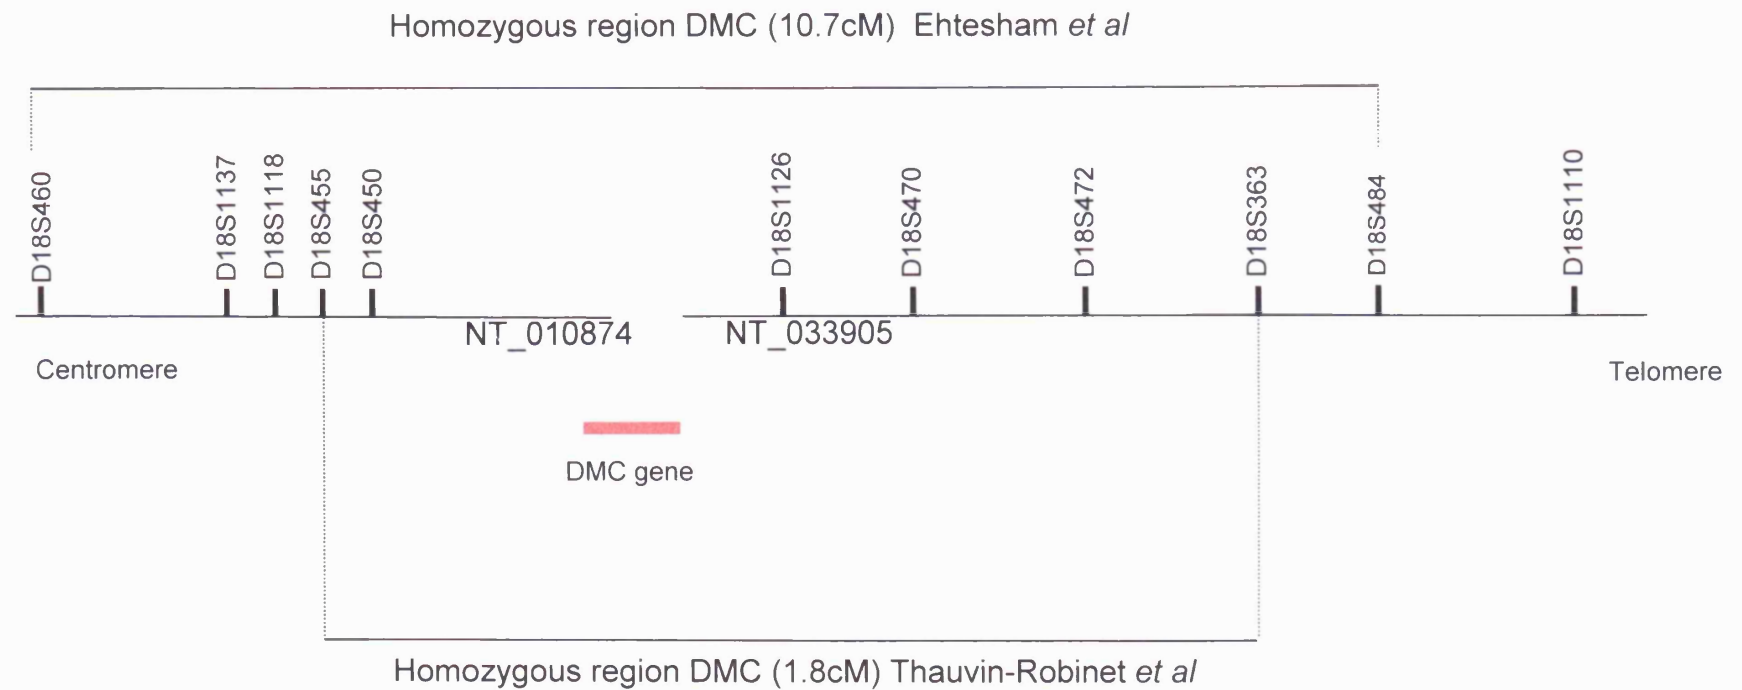 Homozygous region DMC (10.7cM) Ehtesham et al
D18S460
D18S1137
D18S1118
D18S455
D18S450
D18S1126
D18S470
D18S472
D18S363
D18S484
D18S1110
NT_010874
NT_033905
Centromere
Telomere
DMC gene
Homozygous region DMC (1.8cM) Thauvin-Robinet et al